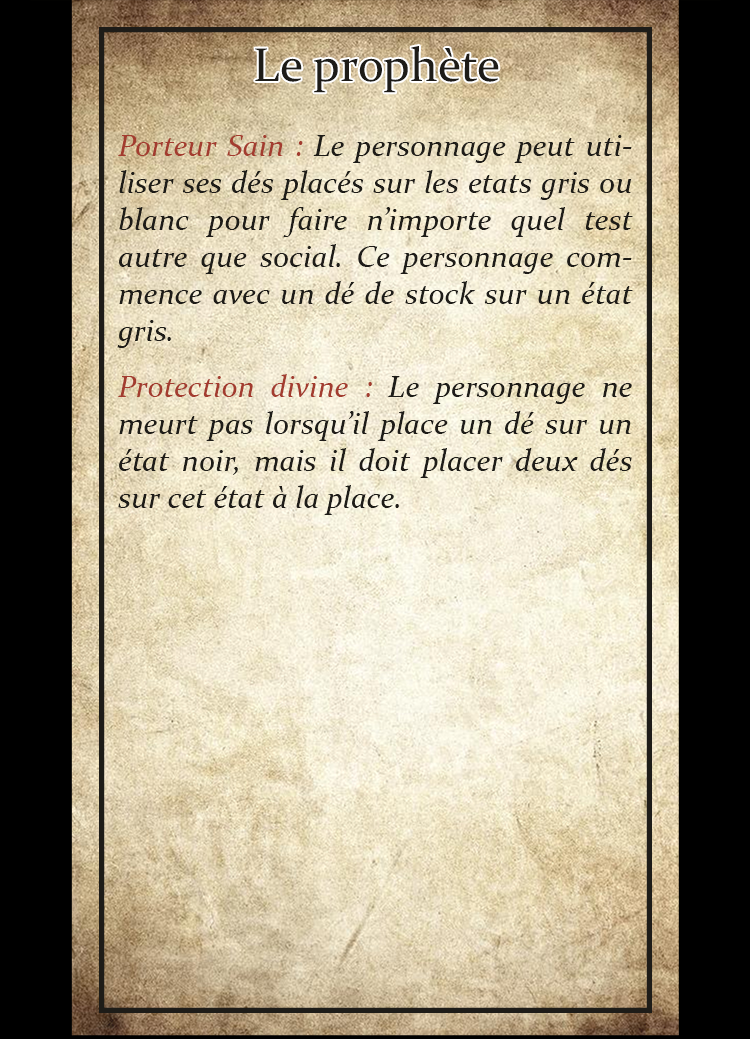 Le prophète
Porteur Sain : Le personnage peut uti-
liser ses dés placés sur les etats gris ou
blanc pour faire n’importe quel test
autre que social. Ce personnage com-
mence avec un dé de stock sur un état
gris.
Protection divine : Le personnage ne
meurt pas lorsqu’il place un dé sur un
état noir, mais il doit placer deux dés
sur cet état à la place.